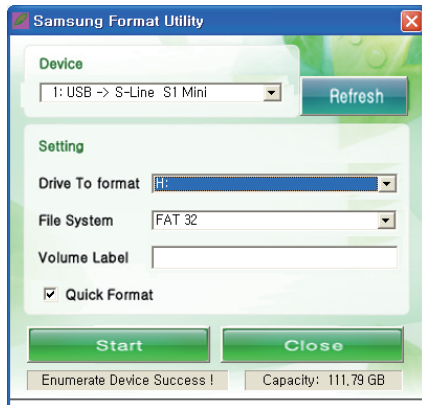 Samsung Format Utility
Device
1: USB -> S-Line S1 Mini
Refresh
Setting
Drive To format H:
File System FAT 32
Volume Label
Quick Format
Start Close
Enumerate Device Success ! Capacity: 111,79 GB